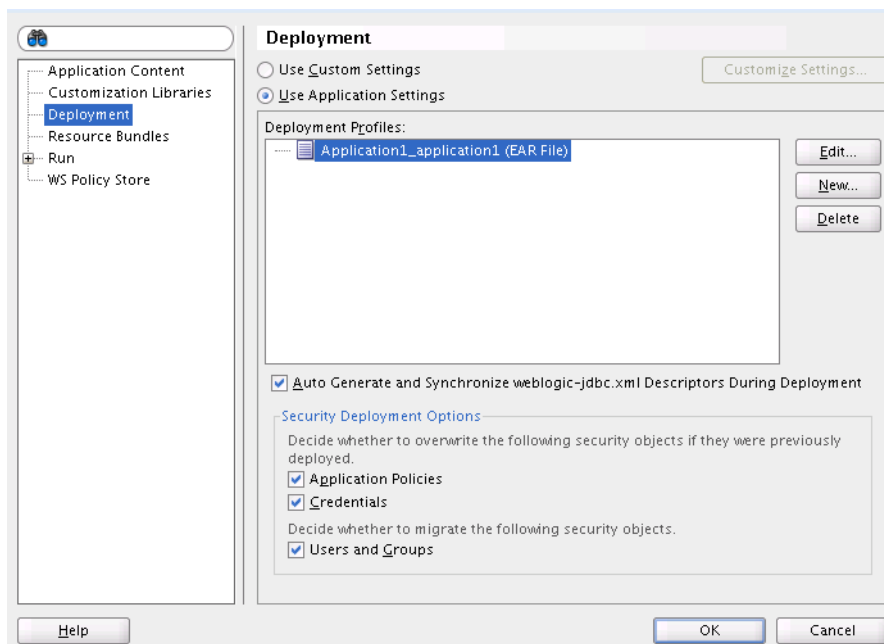 Deployment
Application Content
Customization Libraries
Deployment
Resource Bundles
Run
WS Policy Store
Use Custom Settings
Customize Settings...
Use Application Settings
Deployment Profiles:
Application1_application1 (EAR File)
Edit...
New...
Delete
Auto Generate and Synchronize weblogic-jdbc.xml Descriptors During Deployment
Security Deployment Options
Decide whether to overwrite the following security objects if they were previously
deployed.
Application Policies
Credentials
Decide whether to migrate the following security objects.
Users and Groups
Help
OK
Cancel